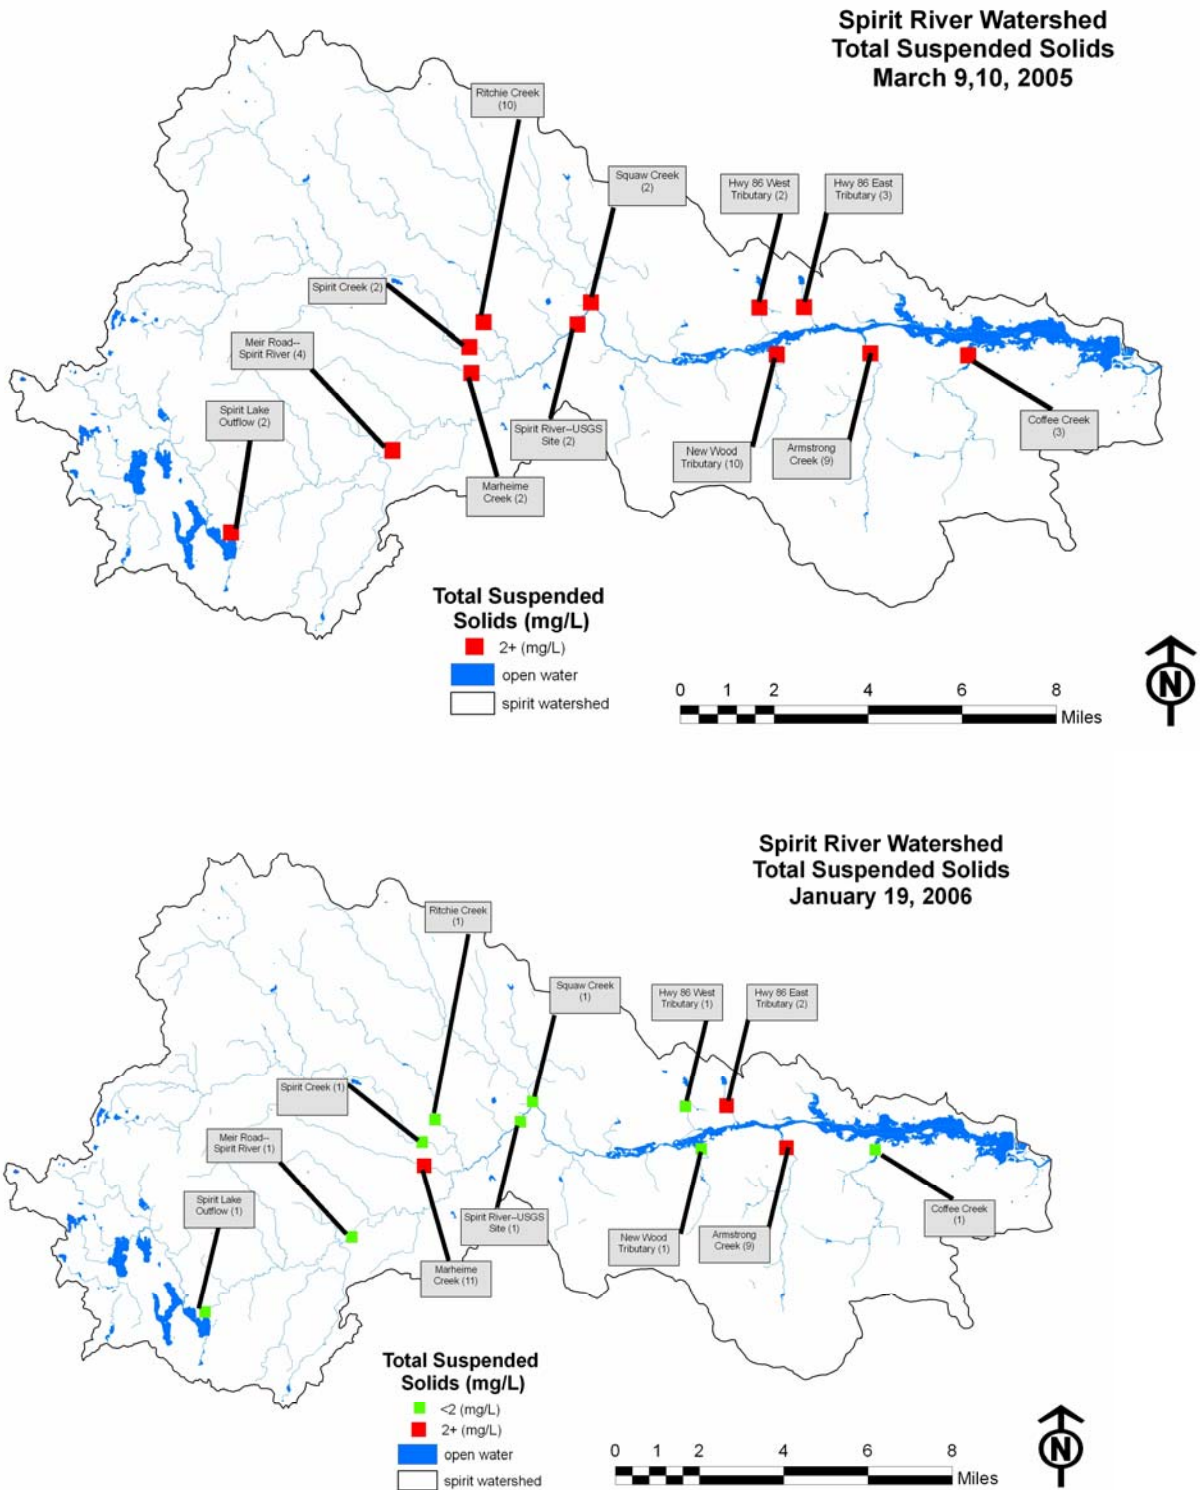 Spirit River Watershed
Total Suspended Solids
March 9,10, 2005
Ritchie Creek
(10)
Squaw Creek
(2)
Hwy 86 West
Tributary (2)
Hwy 86 East
Tributary (3)
Spirit Creek (2)
Meir Road--
Spirit River (4)
Spirit Lake
Outflow (2)
Spirit River--USGS
Site (2)
Marheime
Creek (2)
New Wood
Tributary (10)
Armstrong
Creek (9)
Coffee Creek
(3)
Total Suspended
Solids (mg/L)
2+ (mg/L)
open water
spirit watershed
0 1 2 4 6 8
Miles
N
Spirit River Watershed
Total Suspended Solids
January 19, 2006
Ritchie Creek
(1)
Squaw Creek
(1)
Hwy 86 West
Tributary (1)
Hwy 86 East
Tributary (2)
Spirit Creek (1)
Meir Road--
Spirit River (1)
Spirit Lake
Outflow (1)
Spirit River--USGS
Site (1)
Marheime
Creek (11)
New Wood
Tributary (1)
Armstrong
Creek (9)
Coffee Creek
(1)
Total Suspended
Solids (mg/L)
<2 (mg/L)
2+ (mg/L)
open water
spirit watershed
0 1 2 4 6 8
Miles
N